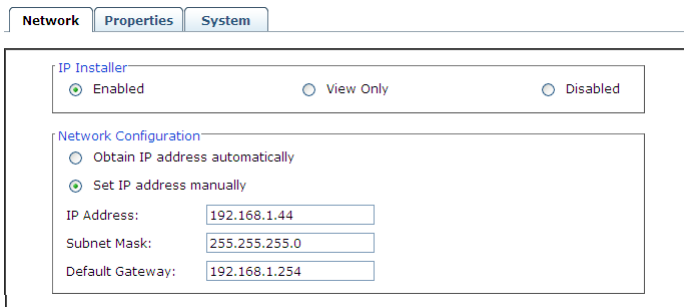 Network Properties System
IP Installer
Enabled View Only Disabled
Network Configuration
Obtain IP address automatically
Set IP address manually
IP Address: 192.168.1.44
Subnet Mask: 255.255.255.0
Default Gateway: 192.168.1.254